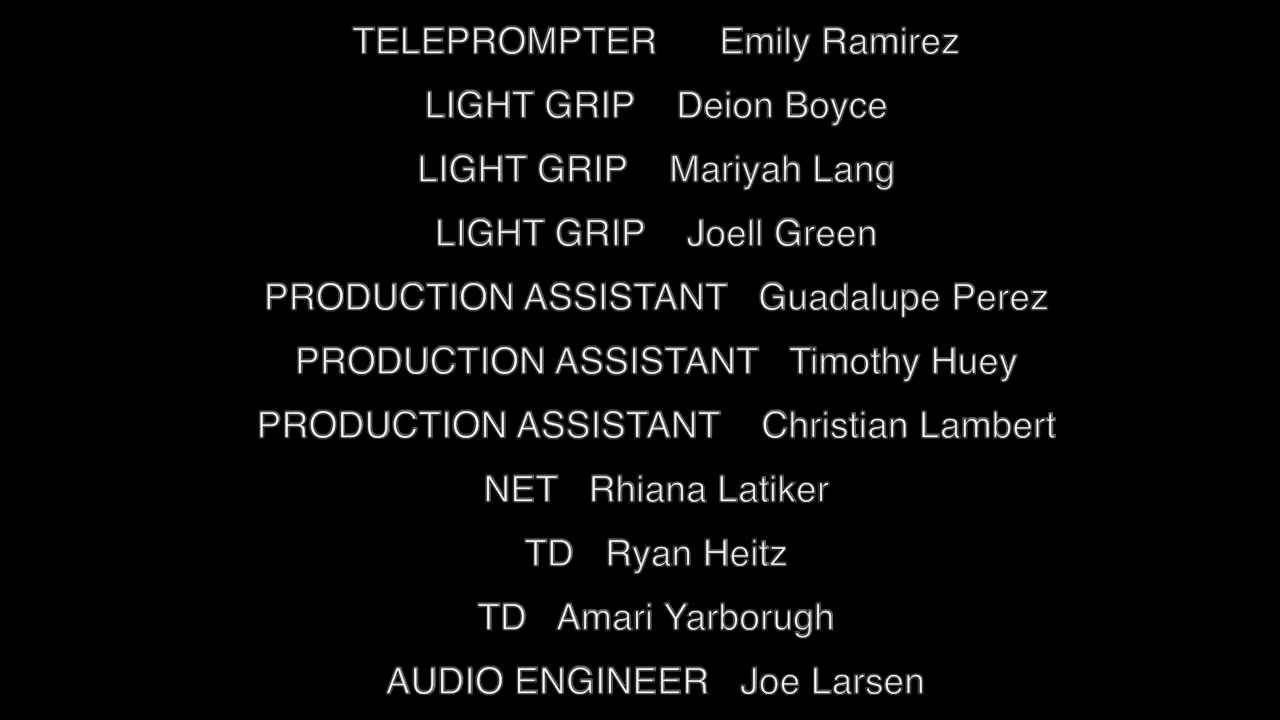 TELEPROMPTER Emily Ramirez
LIGHT GRIP Deion Boyce
LIGHT GRIP Mariyah Lang
LIGHT GRIP Joell Green
PRODUCTION ASSISTANT Guadalupe Perez
PRODUCTION ASSISTANT Timothy Huey
PRODUCTION ASSISTANT Christian Lambert
NET Rhiana Latiker
TD Ryan Heitz
TD Amari Yarborugh
AUDIO ENGINEER Joe Larsen